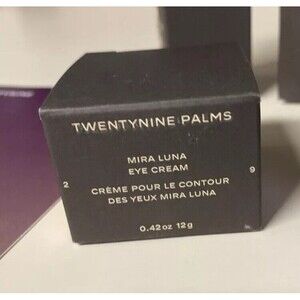 TWENTYNINE PALMS
MIRA LUNA
EYE CREAM
2 9
CRÈME POUR LE CONTOUR
DES YEUX MIRA LUNA
0.42oz 12g